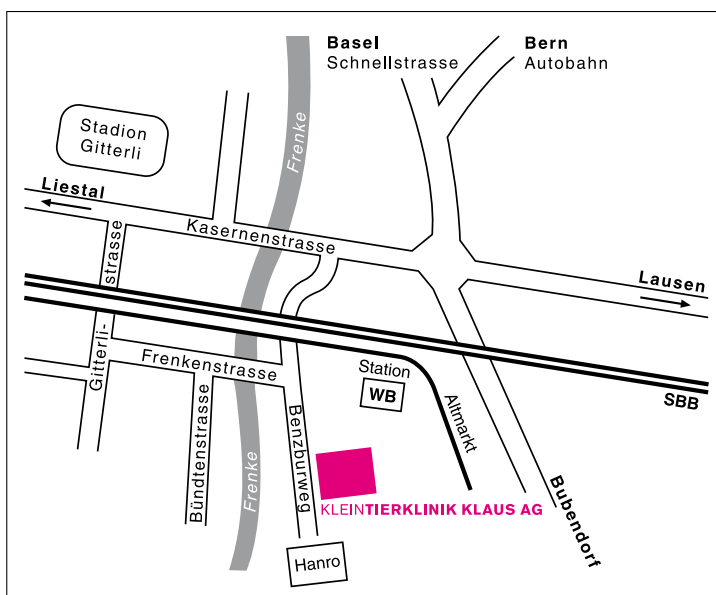 Basel
Schnellstrasse
Bern
Autobahn
Stadion
Gitterli
Frenke
Liestal
Kasernenstrasse
Lausen
Gitterli-
strasse
Frenkenstrasse
Station
WB
SBB
Altmarkt
Bündtenstrasse
Frenke
Benzburweg
KLEINTIERKLINIK KLAUS AG
Bubendorf
Hanro